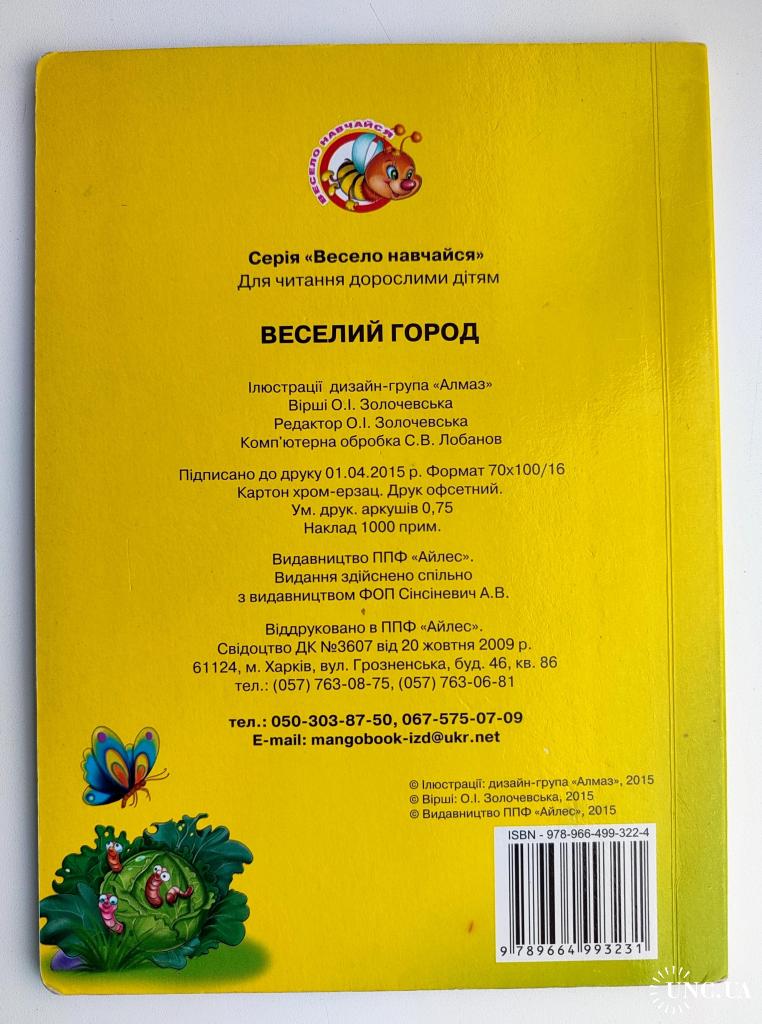 ВЕСЕЛО НАВЧАЙСЯ
Серія «Весело навчайся»
Для читання дорослими дітям
ВЕСЕЛИЙ ГОРОД
Ілюстрації дизайн-група «Алмаз»
Вірші О.І. Золочевська
Редактор О.І. Золочевська
Комп'ютерна обробка С.В. Лобанов
Підписано до друку 01.04.2015 р. Формат 70х100/16
Картон хром-ерзац. Друк офсетний.
Ум. друк. аркушів 0,75
Наклад 1000 прим.
Видавництво ППФ «Айлес».
Видання здійснено спільно
з видавництвом ФОП Сінсіневич А.В.
Віддруковано в ППФ «Айлес».
Свідоцтво ДК №3607 від 20 жовтня 2009 р.
61124, м. Харків, вул. Грозненська, буд. 46, кв. 86
тел.: (057) 763-08-75, (057) 763-06-81
тел.: 050-303-87-50, 067-575-07-09
E-mail: mangobook-izd@ukr.net
© Ілюстрації: дизайн-група «Алмаз», 2015
© Вірші: О.І. Золочевська, 2015
© Видавництво ППФ «Айлес», 2015
ISBN - 978-966-499-322-4
9 789664 993231
UNC.UA